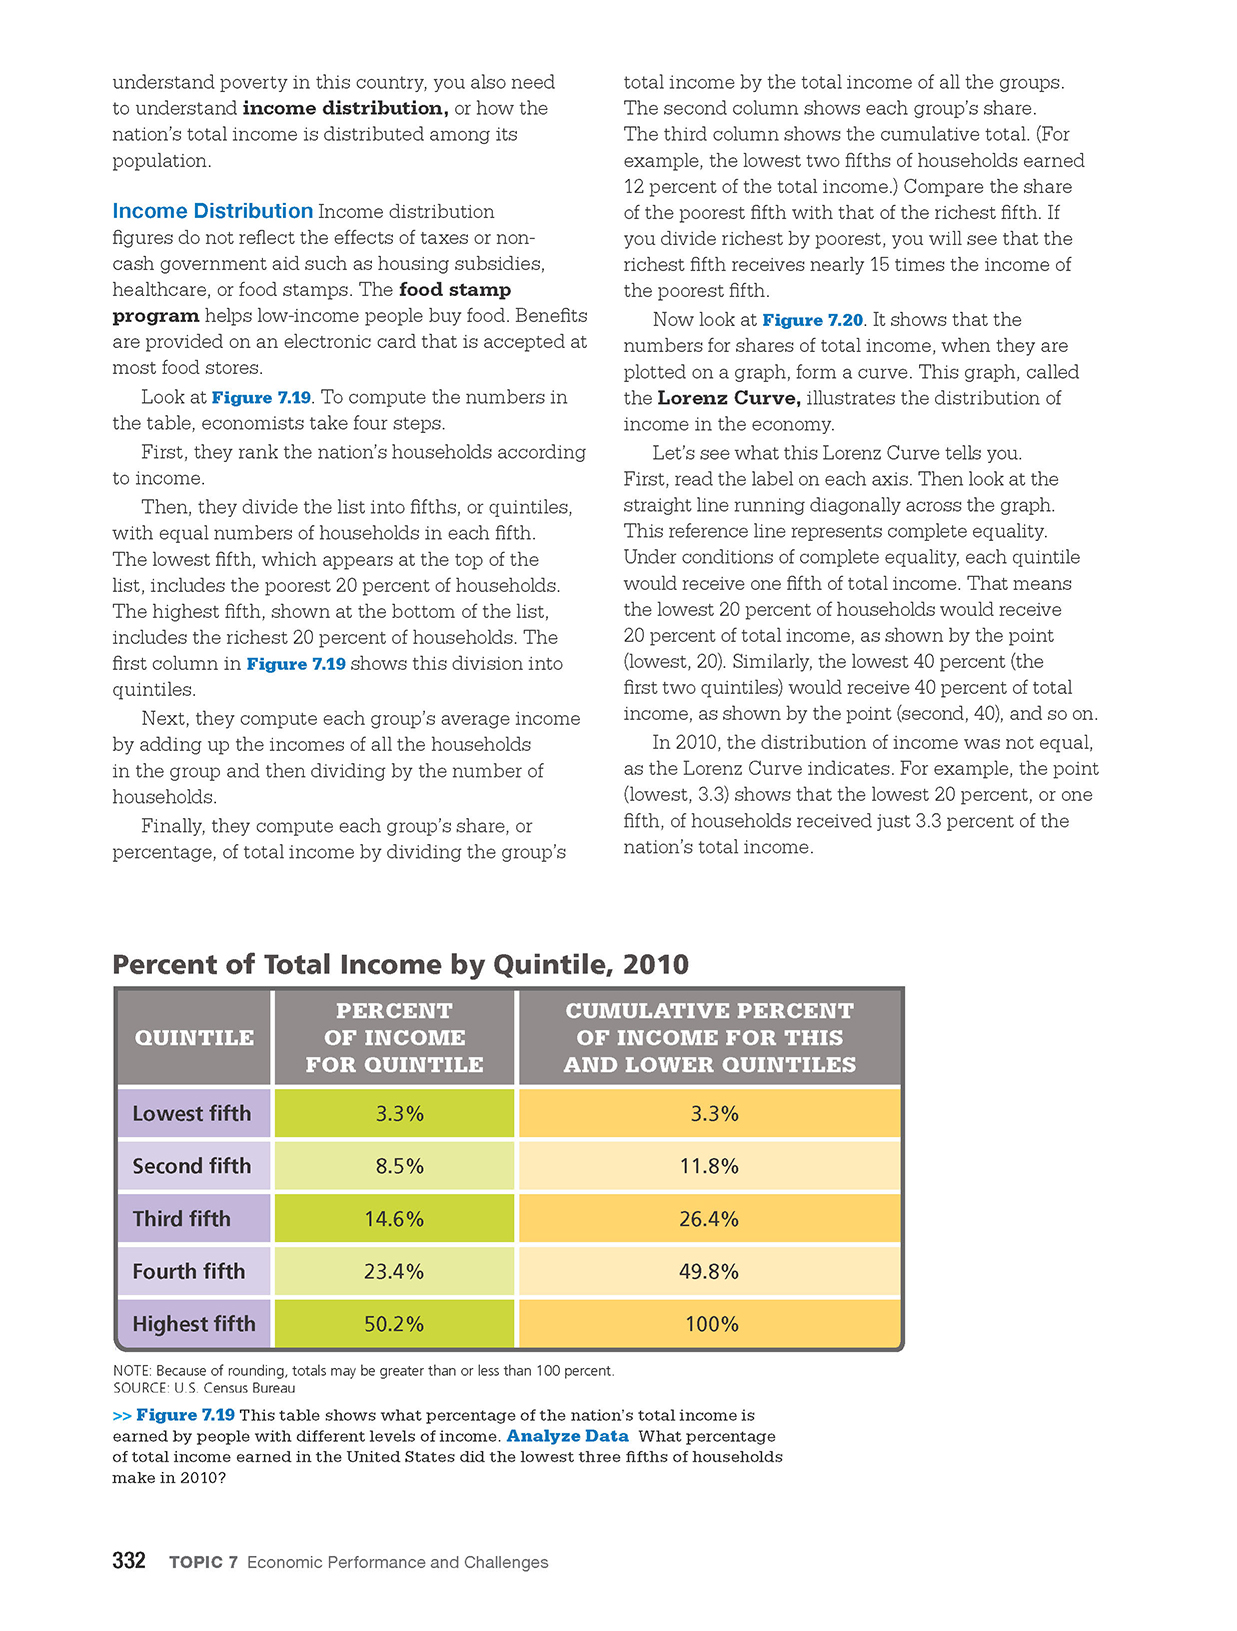 understand poverty in this country, you also need
to understand income distribution, or how the
nation's total income is distributed among its
population.
Income Distribution Income distribution
figures do not reflect the effects of taxes or non-
cash government aid such as housing subsidies,
healthcare, or food stamps. The food stamp
program helps low-income people buy food. Benefits
are provided on an electronic card that is accepted at
most food stores.
Look at Figure 7.19. To compute the numbers in
the table, economists take four steps.
First, they rank the nation's households according
to income.
Then, they divide the list into fifths, or quintiles,
with equal numbers of households in each fifth.
The lowest fifth, which appears at the top of the
list, includes the poorest 20 percent of households.
The highest fifth, shown at the bottom of the list,
includes the richest 20 percent of households. The
first column in Figure 7.19 shows this division into
quintiles.
Next, they compute each group's average income
by adding up the incomes of all the households
in the group and then dividing by the number of
households.
Finally, they compute each group's share, or
percentage, of total income by dividing the group's
total income by the total income of all the groups.
The second column shows each group's share.
The third column shows the cumulative total. (For
example, the lowest two fifths of households earned
12 percent of the total income.) Compare the share
of the poorest fifth with that of the richest fifth. If
you divide richest by poorest, you will see that the
richest fifth receives nearly 15 times the income of
the poorest fifth.
Now look at Figure 7.20. It shows that the
numbers for shares of total income, when they are
plotted on a graph, form a curve. This graph, called
the Lorenz Curve, illustrates the distribution of
income in the economy.
Let's see what this Lorenz Curve tells you.
First, read the label on each axis. Then look at the
straight line running diagonally across the graph.
This reference line represents complete equality.
Under conditions of complete equality, each quintile
would receive one fifth of total income. That means
the lowest 20 percent of households would receive
20 percent of total income, as shown by the point
(lowest, 20). Similarly, the lowest 40 percent (the
first two quintiles) would receive 40 percent of total
income, as shown by the point (second, 40), and so on.
In 2010, the distribution of income was not equal,
as the Lorenz Curve indicates. For example, the point
(lowest, 3.3) shows that the lowest 20 percent, or one
fifth, of households received just 3.3 percent of the
nation's total income.
Percent of Total Income by Quintile, 2010
QUINTILE
PERCENT
OF INCOME
FOR QUINTILE
CUMULATIVE PERCENT
OF INCOME FOR THIS
AND LOWER QUINTILES
Lowest fifth 3.3% 3.3%
Second fifth 8.5% 11.8%
Third fifth 14.6% 26.4%
Fourth fifth 23.4% 49.8%
Highest fifth 50.2% 100%
NOTE: Because of rounding, totals may be greater than or less than 100 percent.
SOURCE: U.S. Census Bureau
>> Figure 7.19 This table shows what percentage of the nation's total income is
earned by people with different levels of income. Analyze Data What percentage
of total income earned in the United States did the lowest three fifths of households
make in 2010?
332 TOPIC 7 Economic Performance and Challenges